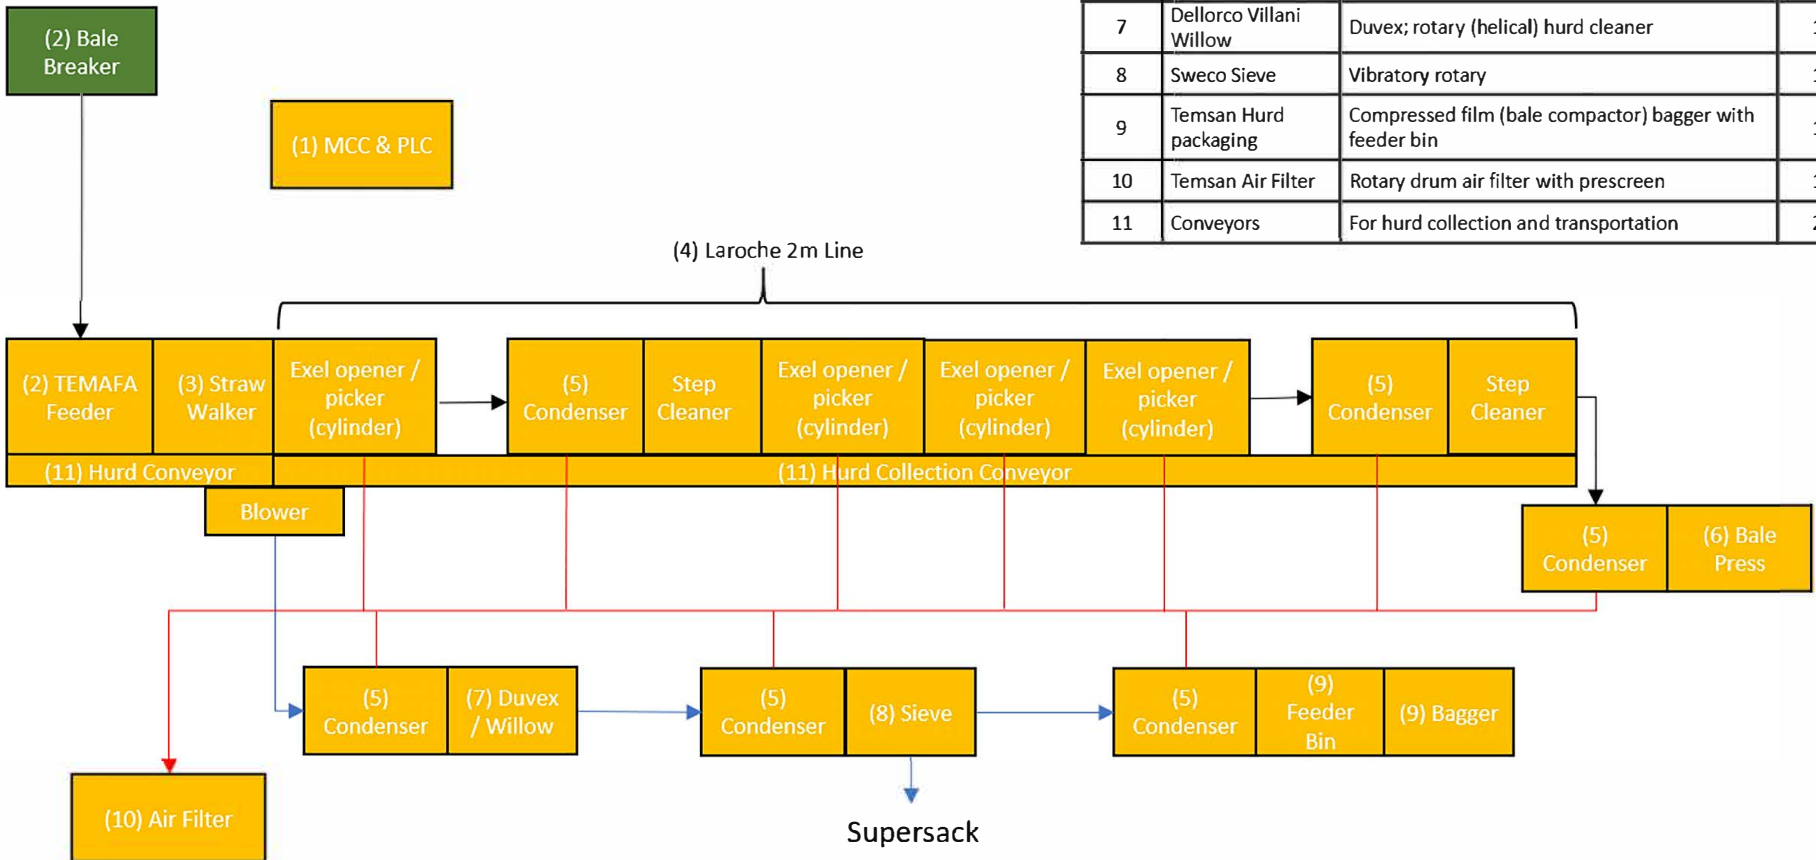 (2) Bale
Breaker
(1) MCC & PLC
7
Dellorco Villani
Willow
Duvex; rotary (helical) hurd cleaner
8
Sweco Sieve
Vibratory rotary
9
Temsan Hurd
packaging
Compressed film (bale compactor) bagger with
feeder bin
10
Temsan Air Filter
Rotary drum air filter with prescreen
11
Conveyors
For hurd collection and transportation
(4) Laroche 2m Line
(2) TEMAFA
Feeder
(3) Straw
Walker
Exel opener /
picker
(cylinder)
(5)
Condenser
Step
Cleaner
Exel opener /
picker
(cylinder)
Exel opener /
picker
(cylinder)
Exel opener /
picker
(cylinder)
(5)
Condenser
Step
Cleaner
(11) Hurd Conveyor
(11) Hurd Collection Conveyor
Blower
(5)
Condenser
(6) Bale
Press
(5)
Condenser
(7) Duvex
/ Willow
(5)
Condenser
(8) Sieve
(5)
Condenser
(9)
Feeder
Bin
(9) Bagger
(10) Air Filter
Supersack